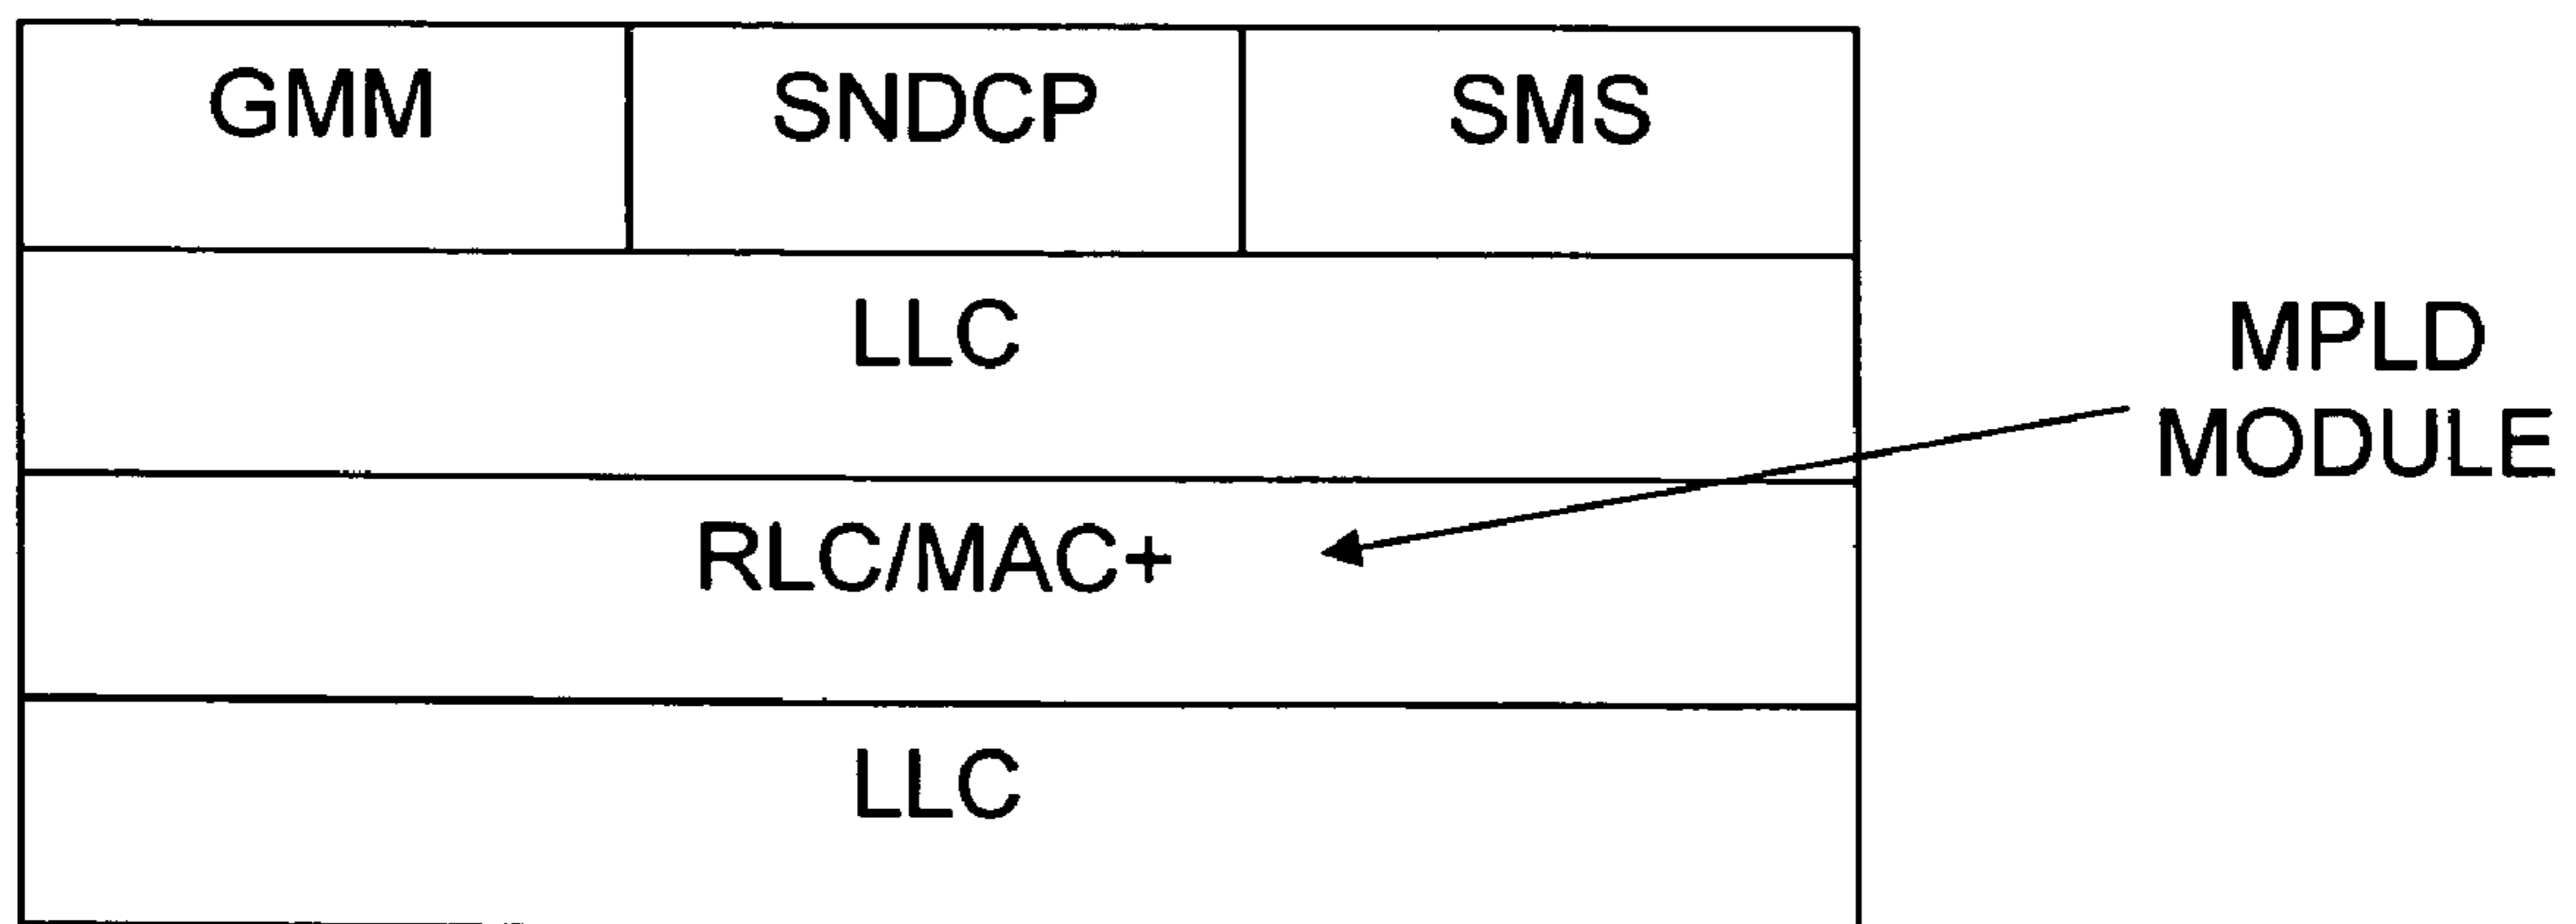 GMM SNDCP SMS
LLC
MPLD
MODULE
RLC/MAC+
LLC